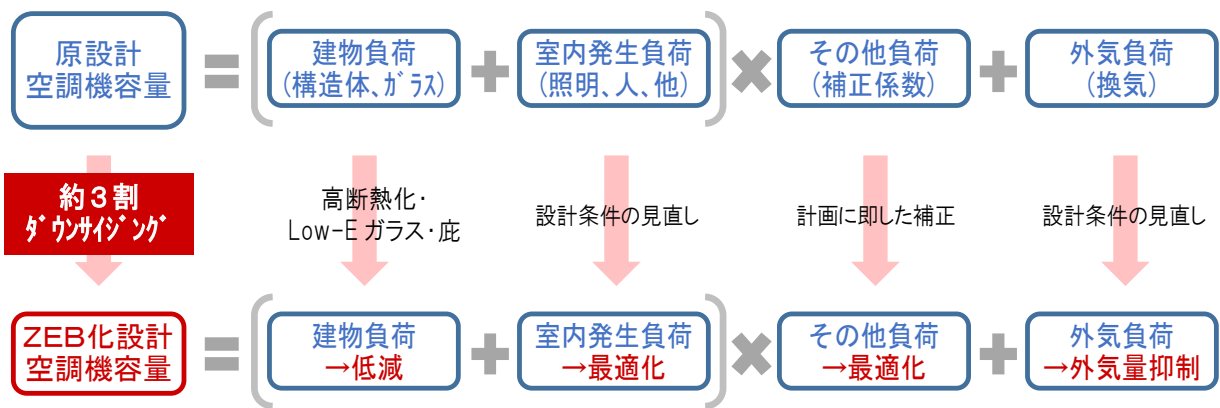 原設計
空調機容量
＝
建物負荷
(構造体、ｶﾞﾗｽ)
＋
室内発生負荷
(照明、人、他)
×
その他負荷
(補正係数)
＋
外気負荷
(換気)
約３割
ﾀﾞｳﾝｻｲｼﾞﾝｸﾞ
高断熱化・
Low-E ガラス・庇
設計条件の見直し
計画に即した補正
設計条件の見直し
ＺＥＢ化設計
空調機容量
＝
建物負荷
→低減
＋
室内発生負荷
→最適化
×
その他負荷
→最適化
＋
外気負荷
→外気量抑制